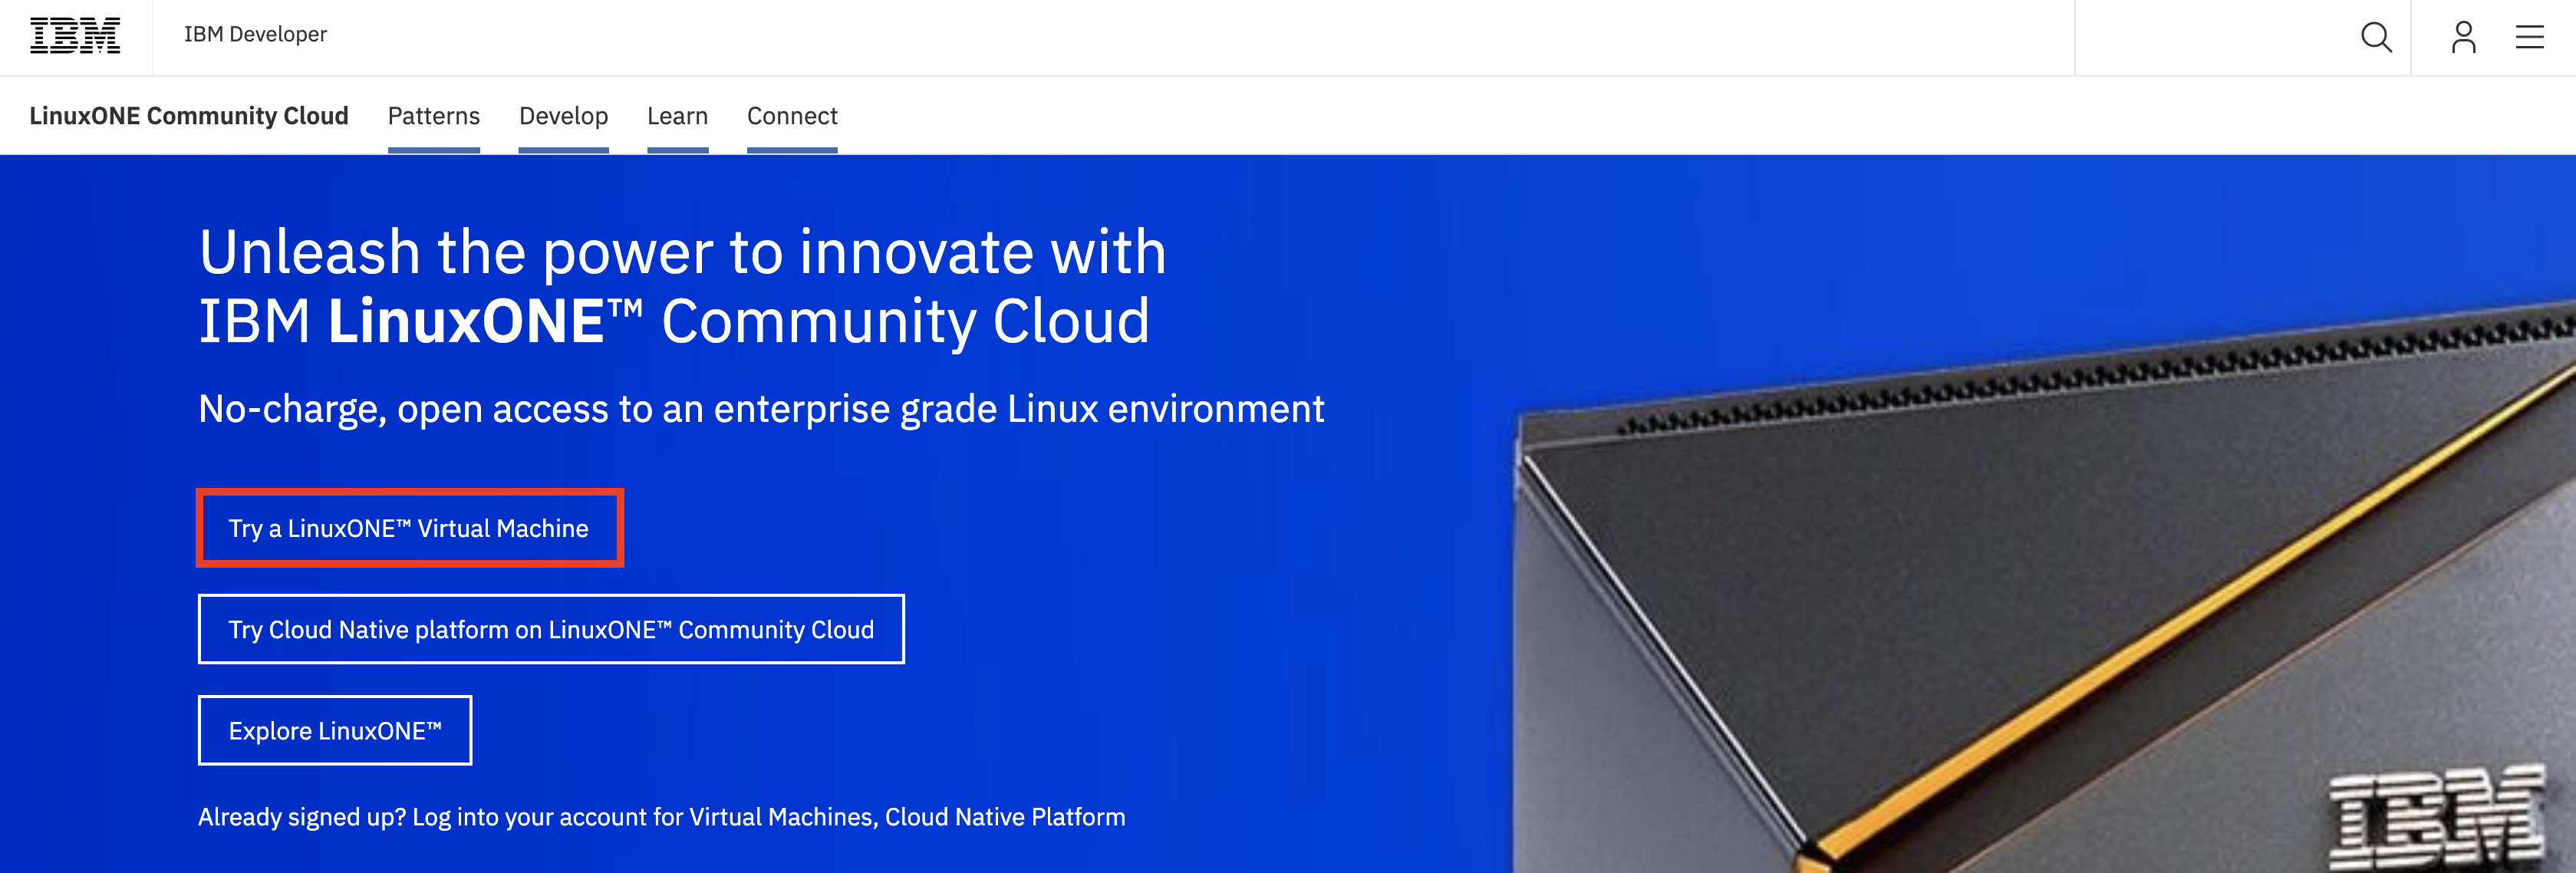 IBM
IBM Developer
LinuxONE Community Cloud
Patterns
Develop
Learn
Connect
Unleash the power to innovate with
IBM LinuxONE™ Community Cloud
No-charge, open access to an enterprise grade Linux environment
Try a LinuxONE™ Virtual Machine
Try Cloud Native platform on LinuxONE™ Community Cloud
Explore LinuxONE™
Already signed up? Log into your account for Virtual Machines, Cloud Native Platform
IBM